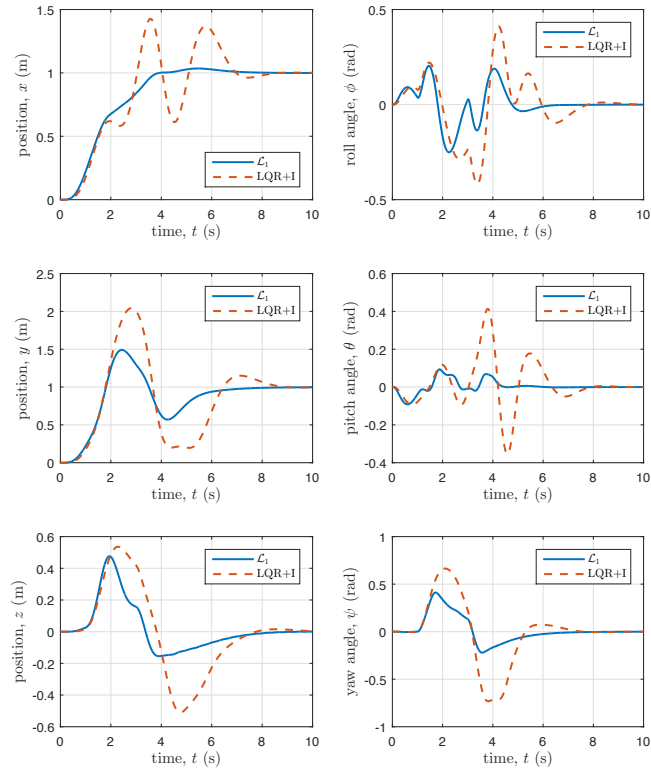 position, x (m)
1.5
1
0.5
0
0 2 4 6 8 10
time, t (s)
ℒ₁
LQR+I
roll angle, ϕ (rad)
0.5
0
-0.5
0 2 4 6 8 10
time, t (s)
ℒ₁
LQR+I
position, y (m)
2.5
2
1.5
1
0.5
0
0 2 4 6 8 10
time, t (s)
ℒ₁
LQR+I
pitch angle, θ (rad)
0.6
0.4
0.2
0
-0.2
-0.4
0 2 4 6 8 10
time, t (s)
ℒ₁
LQR+I
position, z (m)
0.6
0.4
0.2
0
-0.2
-0.4
-0.6
0 2 4 6 8 10
time, t (s)
ℒ₁
LQR+I
yaw angle, ψ (rad)
1
0.5
0
-0.5
-1
0 2 4 6 8 10
time, t (s)
ℒ₁
LQR+I